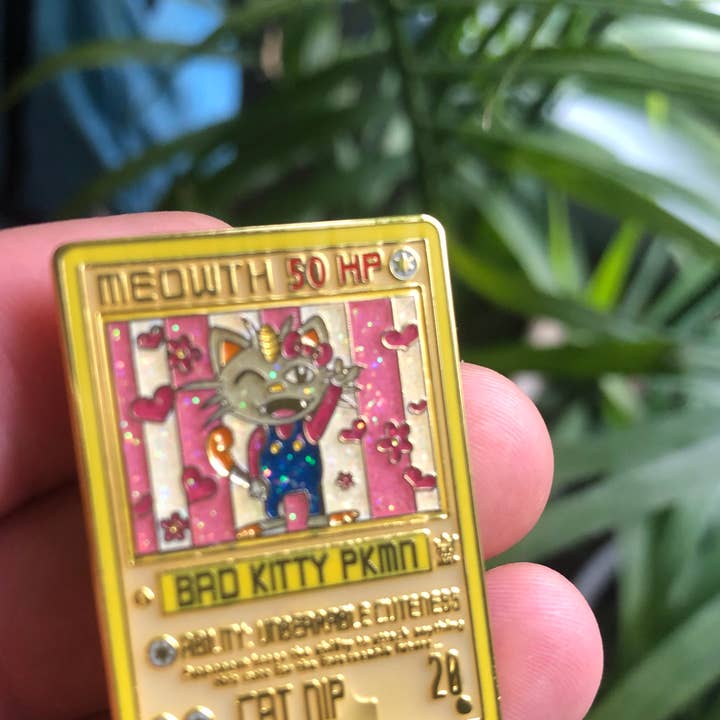 MEOWTH 50 HP
BAD KITTY PKMN
ABILITY: UNBEARABLE CUTENESS
CAT NIP 20